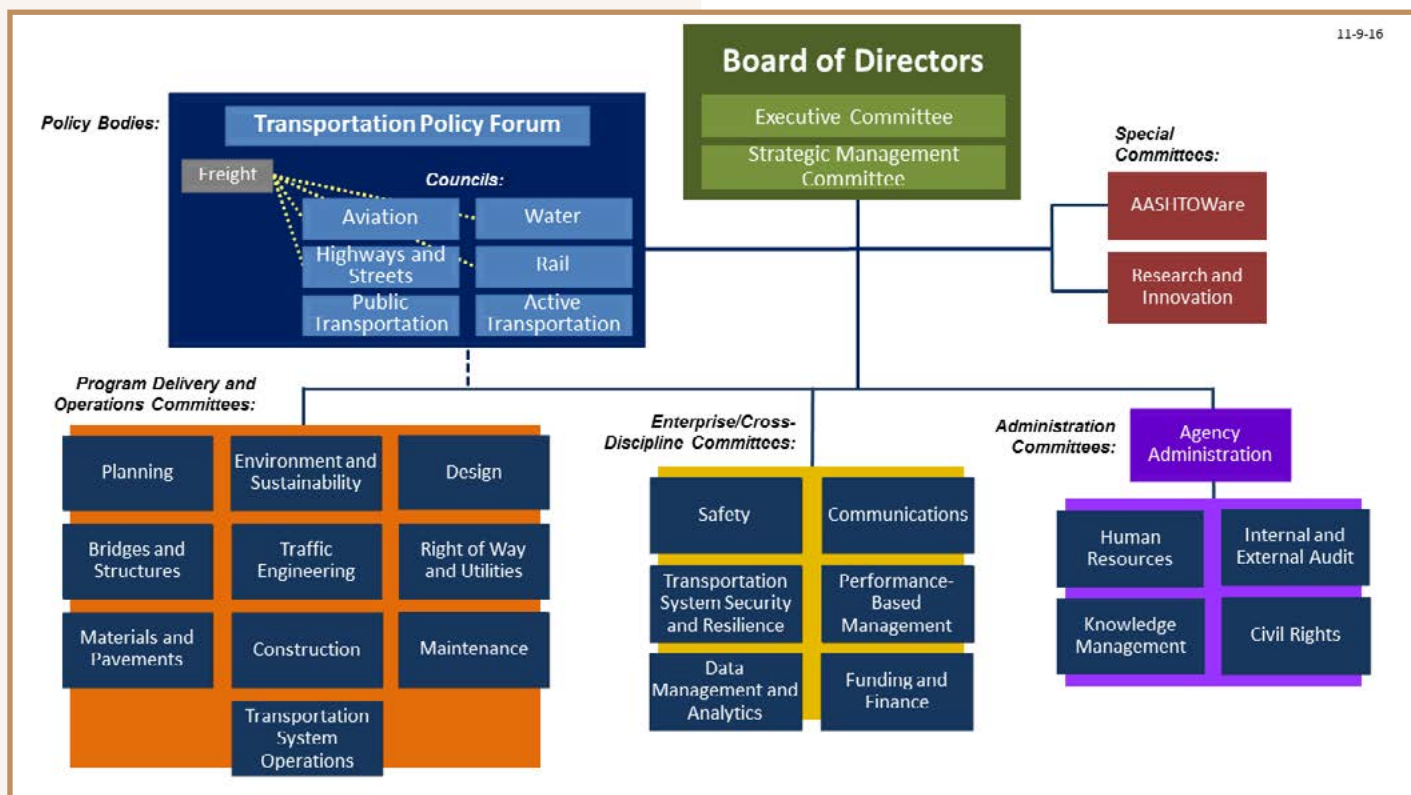 11-9-16
Board of Directors
Executive Committee
Strategic Management
Committee
Policy Bodies:
Transportation Policy Forum
Freight
Councils:
Aviation
Water
Highways and
Streets
Rail
Public
Transportation
Active
Transportation
Special
Committees:
AASHTOWare
Research and
Innovation
Program Delivery and
Operations Committees:
Planning
Environment and
Sustainability
Design
Bridges and
Structures
Traffic
Engineering
Right of Way
and Utilities
Materials and
Pavements
Construction
Maintenance
Transportation
System
Operations
Enterprise/Cross-
Discipline Committees:
Safety
Communications
Transportation
System Security
and Resilience
Performance-
Based
Management
Data
Management and
Analytics
Funding and
Finance
Administration
Committees:
Agency
Administration
Human
Resources
Internal and
External Audit
Knowledge
Management
Civil Rights